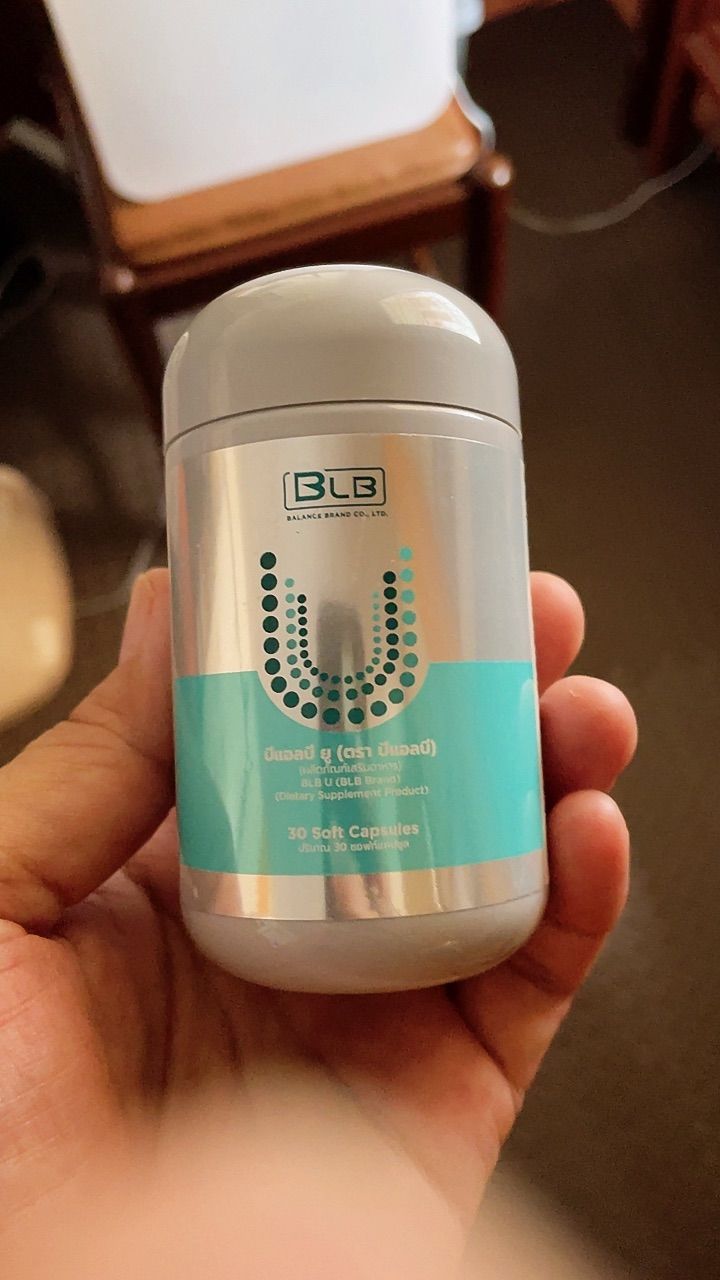 BLB
BALANCE BRAND CO., LTD.
บีแอลบี ยู (ตรา บีแอลบี)
(ผลิตภัณฑ์เสริมอาหาร)
BLB U (BLB Brand)
(Dietary Supplement Product)
30 Soft Capsules
ปริมาณ 30 ซอฟท์แคปซูล